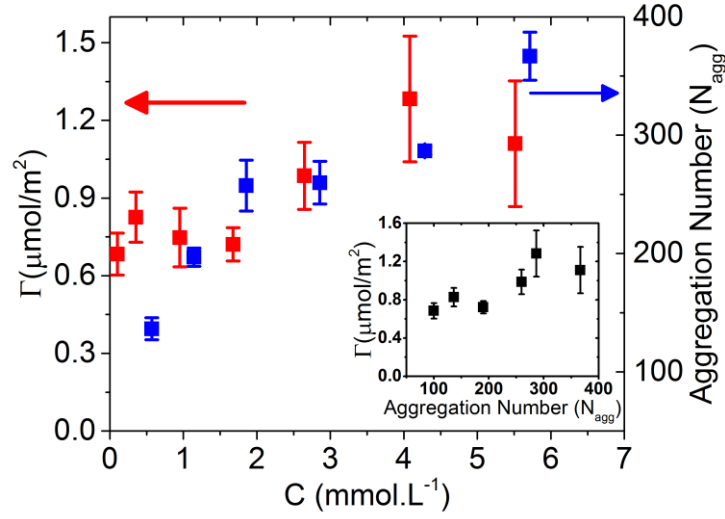 1.5
1.2
0.9
0.6
0.3
0.0
Γ(μmol/m²)
0 1 2 3 4 5 6 7
C (mmol.L⁻¹)
400
300
200
100
Aggregation Number (N_agg)
1.6
1.2
0.8
0.4
0.0
Γ(μmol/m²)
100 200 300 400
Aggregation Number (N_agg)